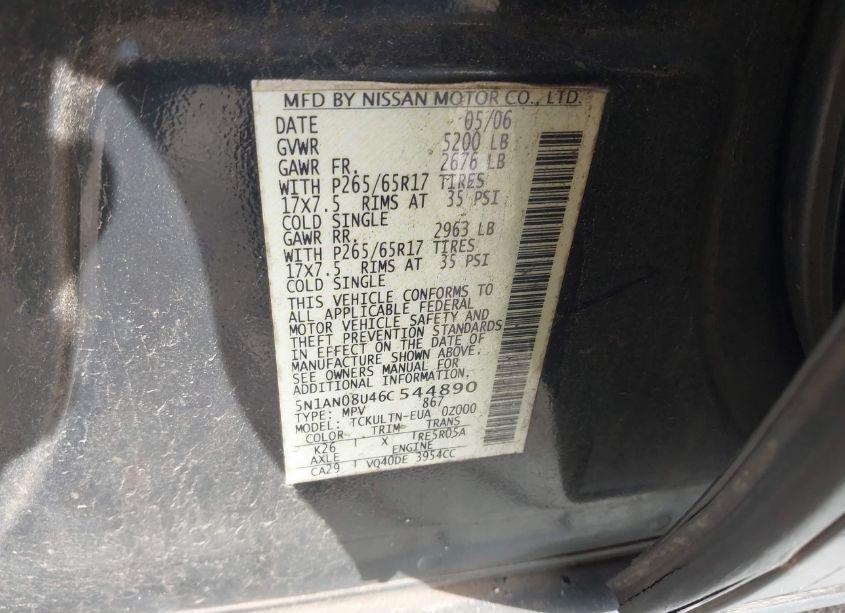 MFD BY NISSAN MOTOR CO., LTD.
DATE 05/06
GVWR 5200 LB
GAWR FR. 2676 LB
WITH P265/65R17 TIRES
17X7.5 RIMS AT 35 PSI
COLD SINGLE
GAWR RR. 2963 LB
WITH P265/65R17 TIRES
17X7.5 RIMS AT 35 PSI
COLD SINGLE
THIS VEHICLE CONFORMS TO
ALL APPLICABLE FEDERAL
MOTOR VEHICLE SAFETY AND
THEFT PREVENTION STANDARDS
IN EFFECT ON THE DATE OF
MANUFACTURE SHOWN ABOVE.
SEE OWNERS MANUAL FOR
ADDITIONAL INFORMATION.
5N1AN08U46C544890
TYPE: MPV 867
MODEL: TCKULTN-EUA 0Z000
COLOR TRIM TRANS
K26 X RE5R05A
AXLE ENGINE
CA29 VQ40DE 3954CC